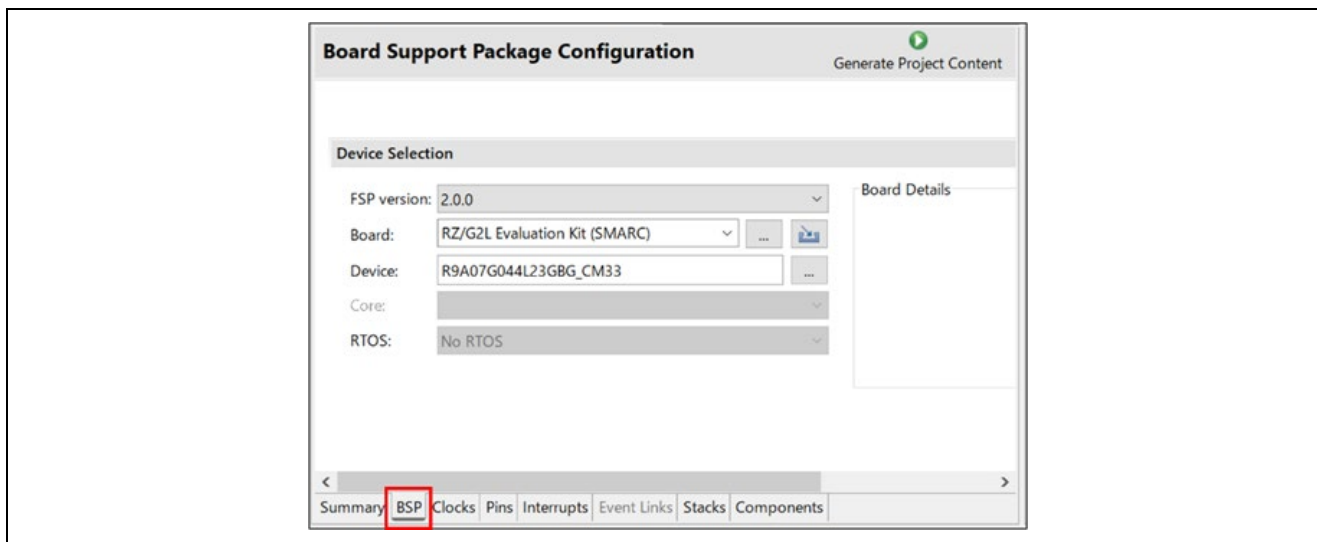 Board Support Package Configuration
Generate Project Content
Device Selection
FSP version: 2.0.0
Board Details
Board: RZ/G2L Evaluation Kit (SMARC) ...
Device: R9A07G044L23GBG_CM33 ...
Core:
RTOS: No RTOS
Summary BSP Clocks Pins Interrupts Event Links Stacks Components